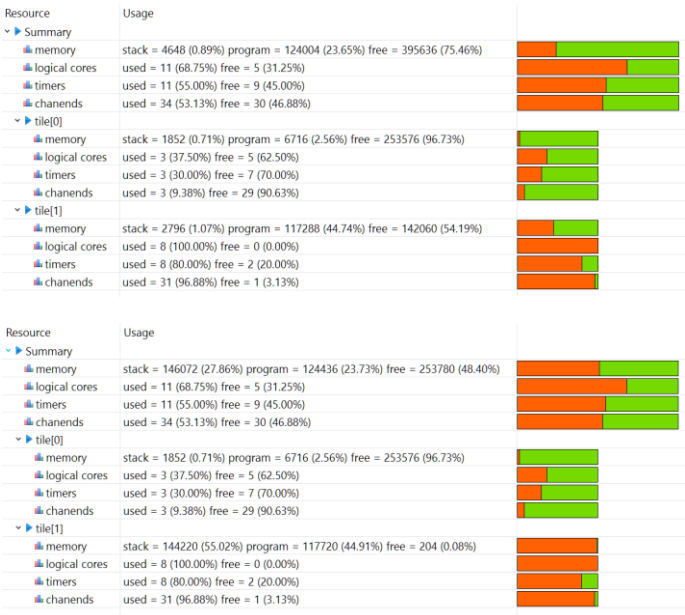 Resource Usage
Summary
memory stack = 4648 (0.89%) program = 124004 (23.65%) free = 395636 (75.46%)
logical cores used = 11 (68.75%) free = 5 (31.25%)
timers used = 11 (55.00%) free = 9 (45.00%)
chanends used = 34 (53.13%) free = 30 (46.88%)
tile[0]
memory stack = 1852 (0.71%) program = 6716 (2.56%) free = 253576 (96.73%)
logical cores used = 3 (37.50%) free = 5 (62.50%)
timers used = 3 (30.00%) free = 7 (70.00%)
chanends used = 3 (9.38%) free = 29 (90.63%)
tile[1]
memory stack = 2796 (1.07%) program = 117288 (44.74%) free = 142060 (54.19%)
logical cores used = 8 (100.00%) free = 0 (0.00%)
timers used = 8 (80.00%) free = 2 (20.00%)
chanends used = 31 (96.88%) free = 1 (3.13%)
Resource Usage
Summary
memory stack = 146072 (27.86%) program = 124436 (23.73%) free = 253780 (48.40%)
logical cores used = 11 (68.75%) free = 5 (31.25%)
timers used = 11 (55.00%) free = 9 (45.00%)
chanends used = 34 (53.13%) free = 30 (46.88%)
tile[0]
memory stack = 1852 (0.71%) program = 6716 (2.56%) free = 253576 (96.73%)
logical cores used = 3 (37.50%) free = 5 (62.50%)
timers used = 3 (30.00%) free = 7 (70.00%)
chanends used = 3 (9.38%) free = 29 (90.63%)
tile[1]
memory stack = 144220 (55.02%) program = 117720 (44.91%) free = 204 (0.08%)
logical cores used = 8 (100.00%) free = 0 (0.00%)
timers used = 8 (80.00%) free = 2 (20.00%)
chanends used = 31 (96.88%) free = 1 (3.13%)